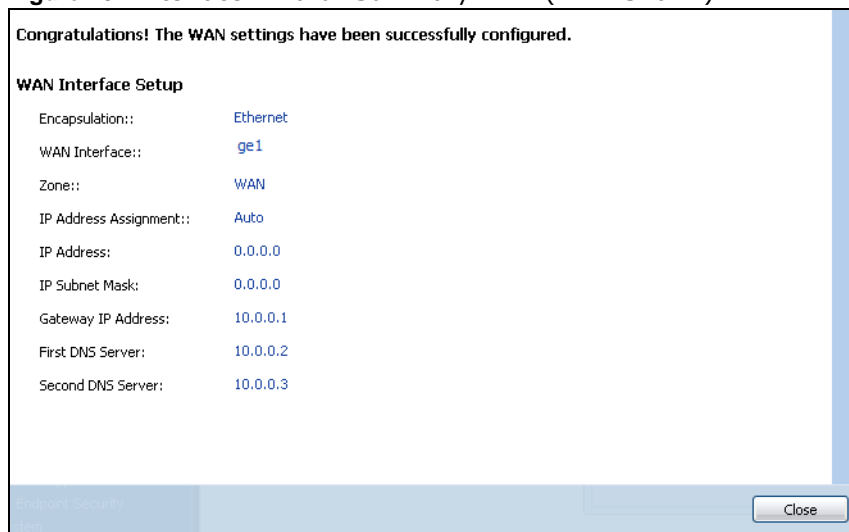 Congratulations! The WAN settings have been successfully configured.
WAN Interface Setup
Encapsulation:: Ethernet
WAN Interface:: ge1
Zone:: WAN
IP Address Assignment:: Auto
IP Address: 0.0.0.0
IP Subnet Mask: 0.0.0.0
Gateway IP Address: 10.0.0.1
First DNS Server: 10.0.0.2
Second DNS Server: 10.0.0.3
Endpoint Security
Close